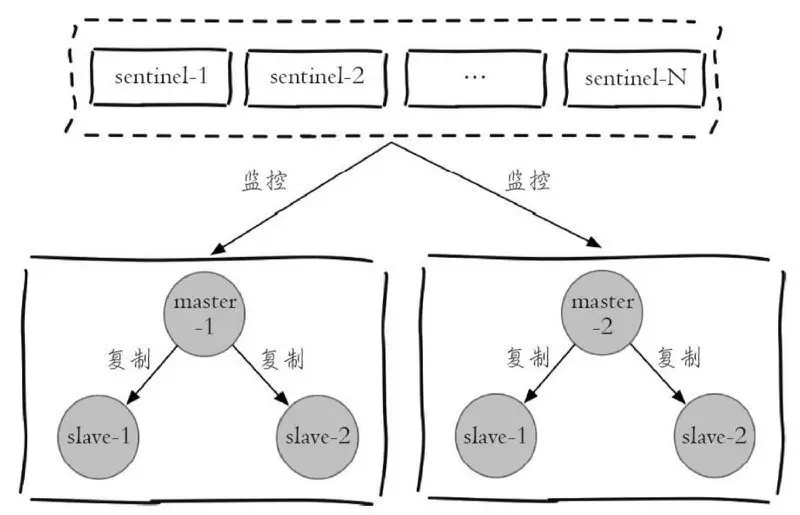 sentinel-1
sentinel-2
...
sentinel-N
监控
监控
master
-1
复制
复制
slave-1
slave-2
master
-2
复制
复制
slave-1
slave-2